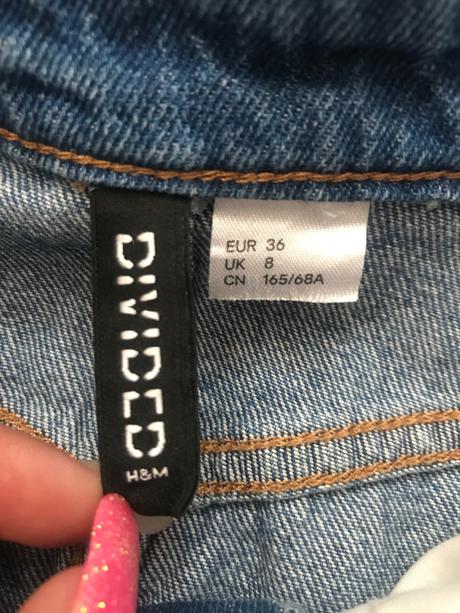 DIVIDED
H&M
EUR 36
UK 8
CN 165/68A